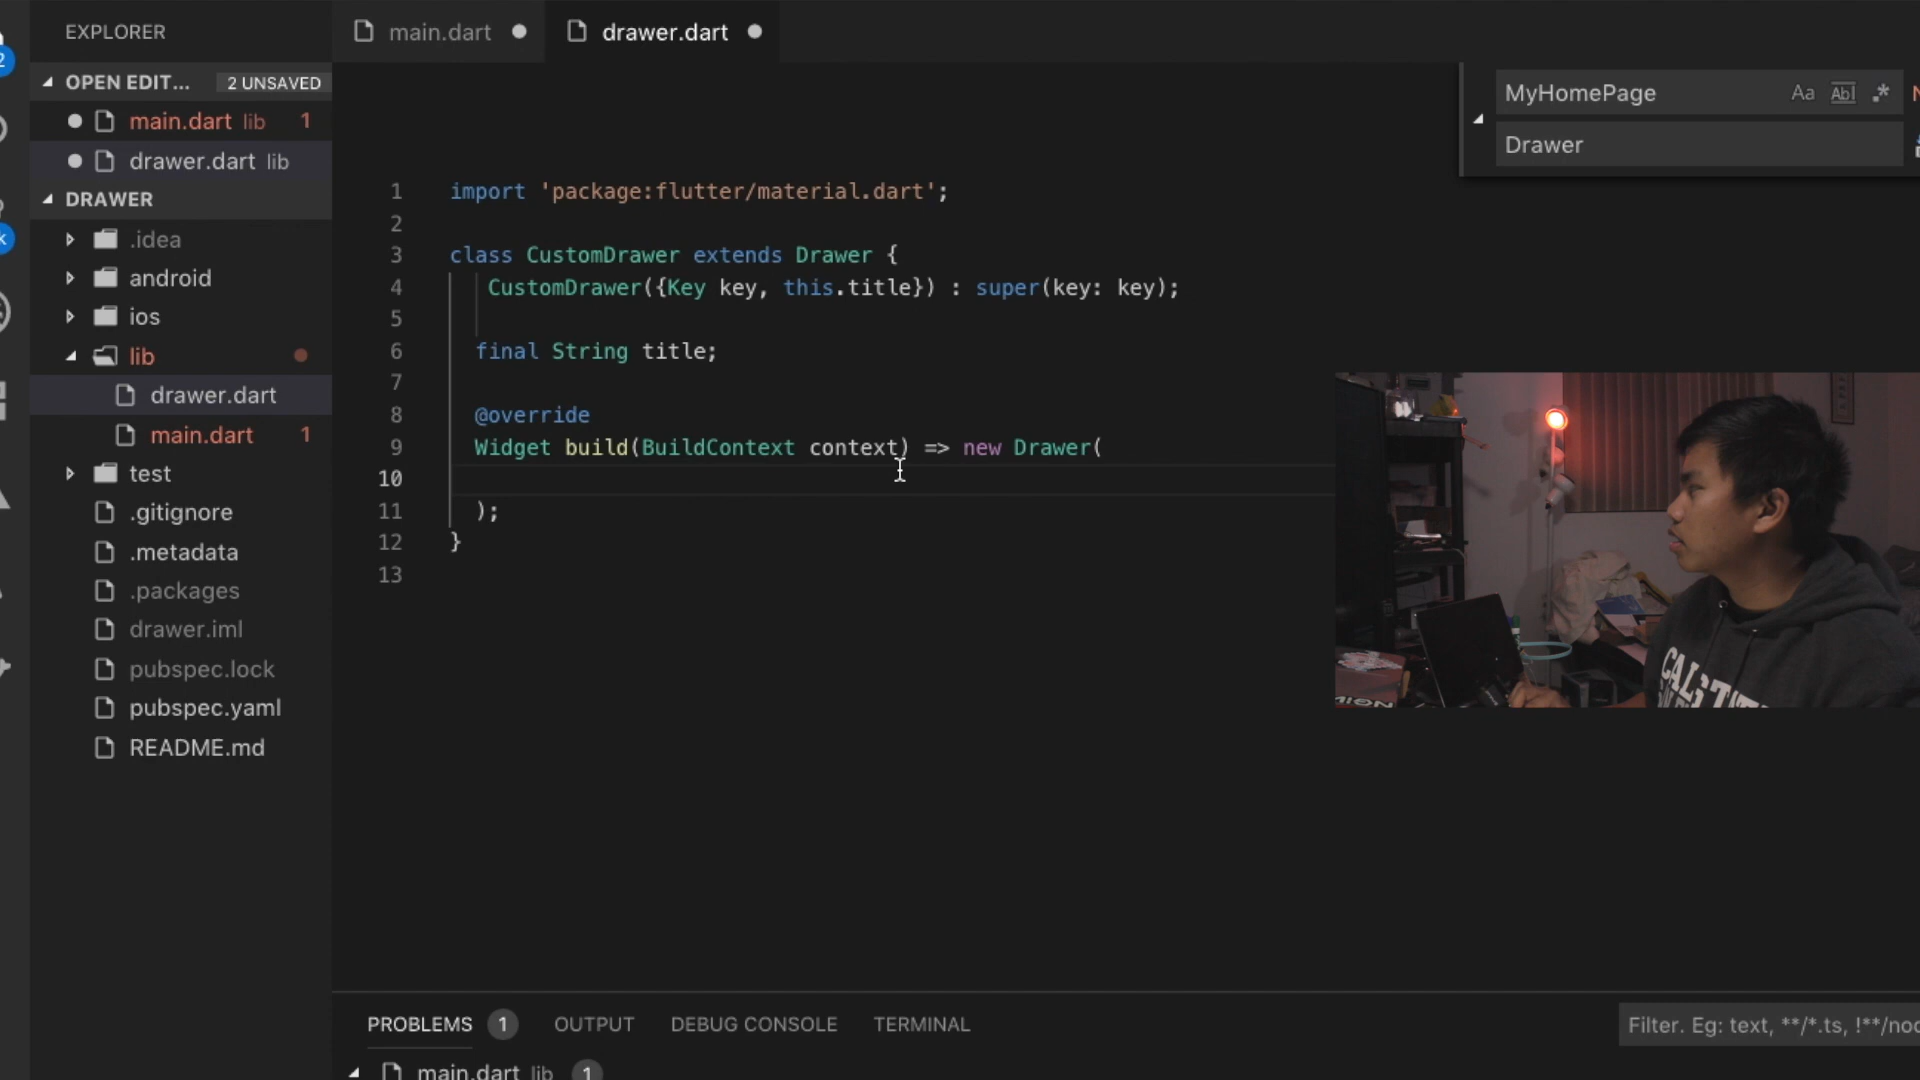 EXPLORER
main.dart
drawer.dart
OPEN EDIT... 2 UNSAVED
main.dart lib 1
drawer.dart lib
DRAWER
.idea
android
ios
lib
drawer.dart
main.dart 1
test
.gitignore
.metadata
.packages
drawer.iml
pubspec.lock
pubspec.yaml
README.md
MyHomePage Aa Abl .*
Drawer
1 import 'package:flutter/material.dart';
2
3 class CustomDrawer extends Drawer {
4 CustomDrawer({Key key, this.title}) : super(key: key);
5
6 final String title;
7
8 @override
9 Widget build(BuildContext context) => new Drawer(
10
11 );
12 }
13
PROBLEMS 1 OUTPUT DEBUG CONSOLE TERMINAL
Filter. Eg: text, **/*.ts, !**/noc
main.dart lib 1